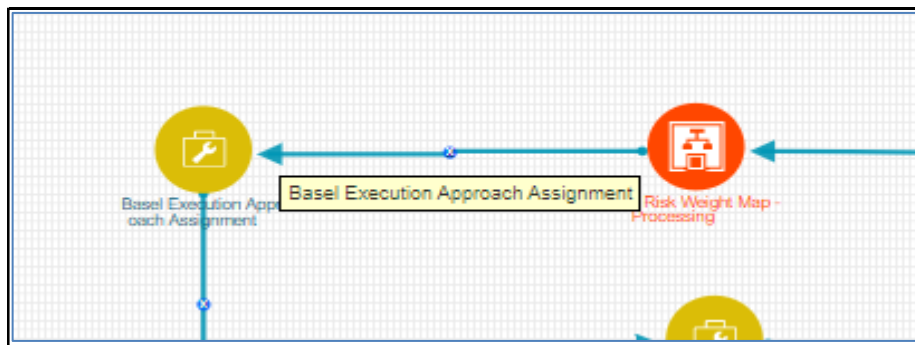 Basel Execution Appr
oach Assignment
Basel Execution Approach Assignment
Risk Weight Map -
Processing